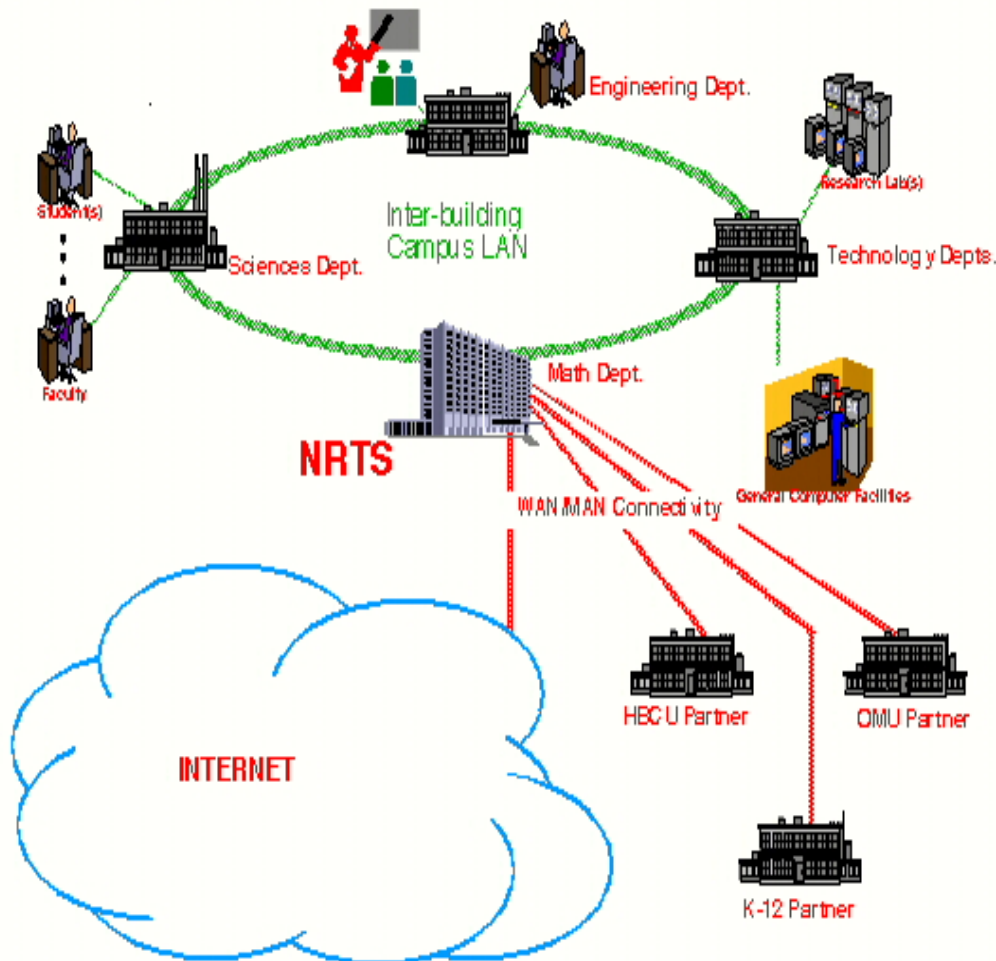 Engineering Dept.
Research Lab(s)
Student(s)
Inter-building
Campus LAN
Sciences Dept.
Technology Depts.
Math Dept.
Faculty
NRTS
General Computer Facilities
WAN/MAN Connectivity
HBCU Partner
OMU Partner
INTERNET
K-12 Partner